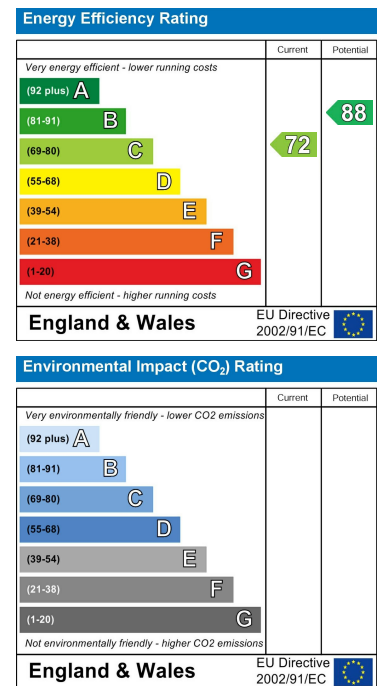 Energy Efficiency Rating
Current Potential
Very energy efficient - lower running costs
(92 plus) A
(81-91) B
88
(69-80) C
72
(55-68) D
(39-54) E
(21-38) F
(1-20) G
Not energy efficient - higher running costs
England & Wales
EU Directive
2002/91/EC
Environmental Impact (CO₂) Rating
Current Potential
Very environmentally friendly - lower CO2 emissions
(92 plus) A
(81-91) B
(69-80) C
(55-68) D
(39-54) E
(21-38) F
(1-20) G
Not environmentally friendly - higher CO2 emissions
England & Wales
EU Directive
2002/91/EC